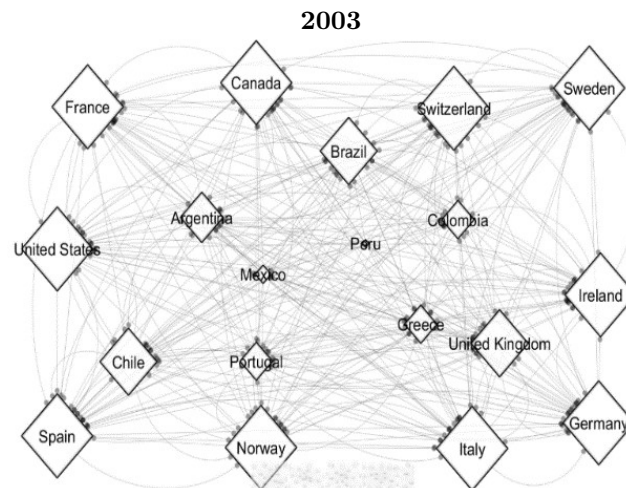 2003
Canada
Sweden
France
Switzerland
Brazil
Argentina
Colombia
Peru
United States
Mexico
Ireland
Greece
United Kingdom
Chile
Portugal
Germany
Spain
Norway
Italy